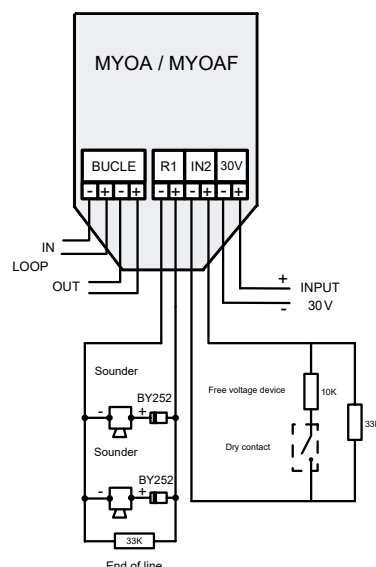 MYOA / MYOAF
BUCLE R1 IN2 30V
- + - + - + - + - +
IN
LOOP
OUT
+
INPUT
-
30 V
Sounder
BY252
- +
Sounder
BY252
- +
33K
End of line
Free voltage device
10K
Dry contact